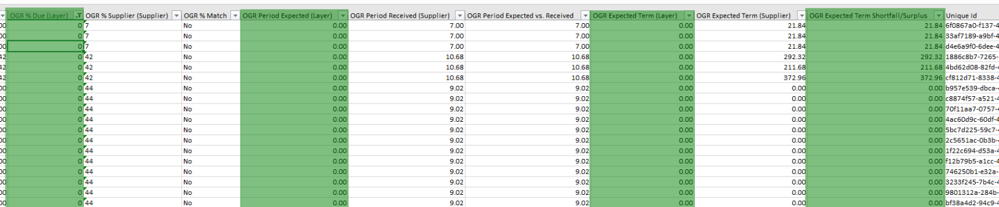 OGR % Due (Layer) OGR % Supplier (Supplier) OGR % Match OGR Period Expected (Layer) OGR Period Received (Supplier) OGR Period Expected vs. Received OGR Expected Term (Layer) OGR Expected Term (Supplier) OGR Expected Term Shortfall/Surplus Unique Id
00 0 7 No 0.00 7.00 7.00 0.00 21.84 21.84 6f0867a0-f137-4
00 0 7 No 0.00 7.00 7.00 0.00 21.84 21.84 33af7189-a9bf-4
00 0 7 No 0.00 7.00 7.00 0.00 21.84 21.84 d4e6a9f0-6dee-4
42 0 42 No 0.00 10.68 10.68 0.00 292.32 292.32 1886c8b7-7265-
42 0 42 No 0.00 10.68 10.68 0.00 211.68 211.68 4bd62d08-82fd-4
42 0 42 No 0.00 10.68 10.68 0.00 372.96 372.96 cf812d71-8338-4
00 0 44 No 0.00 9.02 9.02 0.00 0.00 0.00 b957e539-dbca-
00 0 44 No 0.00 9.02 9.02 0.00 0.00 0.00 c8874f57-a521-4
00 0 44 No 0.00 9.02 9.02 0.00 0.00 0.00 70f11aa7-0757-4
00 0 44 No 0.00 9.02 9.02 0.00 0.00 0.00 4ac60d9c-60df-4
00 0 44 No 0.00 9.02 9.02 0.00 0.00 0.00 5bc7d225-59c7-
00 0 44 No 0.00 9.02 9.02 0.00 0.00 0.00 2c5651ac-0b3b-
00 0 44 No 0.00 9.02 9.02 0.00 0.00 0.00 1f22c694-d53a-4
00 0 44 No 0.00 9.02 9.02 0.00 0.00 0.00 f12b79b5-a1cc-4
00 0 44 No 0.00 9.02 9.02 0.00 0.00 0.00 746250b1-e32a-
00 0 44 No 0.00 9.02 9.02 0.00 0.00 0.00 3233f245-7b4c-4
00 0 44 No 0.00 9.02 9.02 0.00 0.00 0.00 9801312a-284b-
00 0 44 No 0.00 9.02 9.02 0.00 0.00 0.00 bf38a4d2-94c9-4